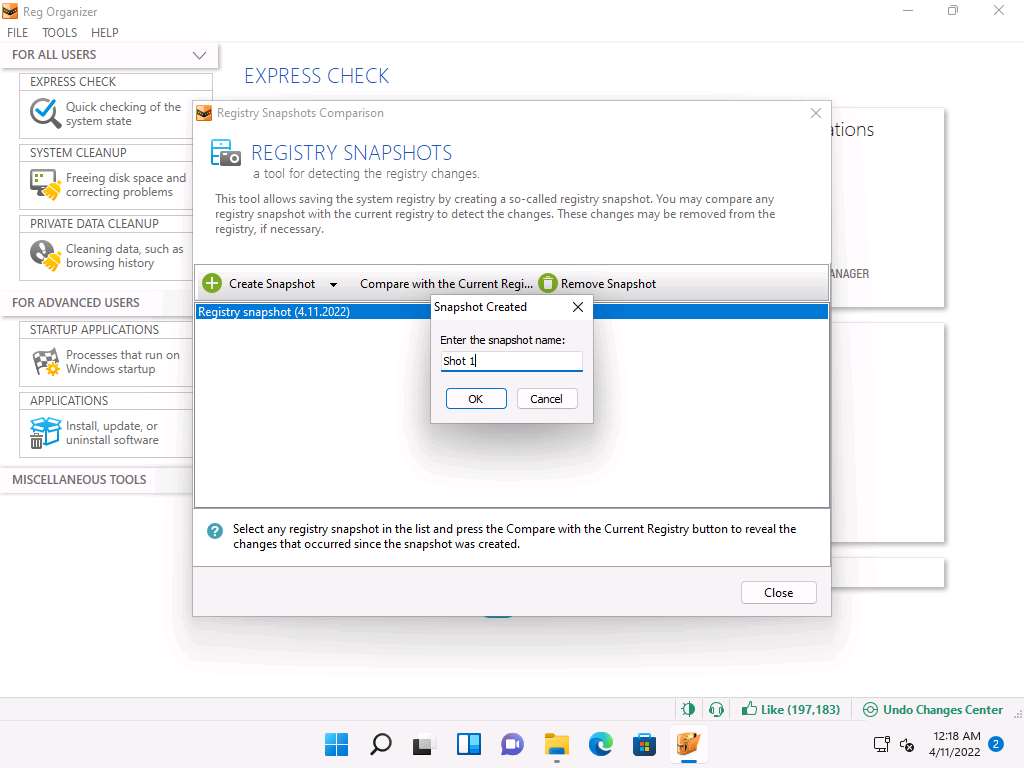 Reg Organizer
FILE TOOLS HELP
FOR ALL USERS
EXPRESS CHECK
Quick checking of the
system state
SYSTEM CLEANUP
Freeing disk space and
correcting problems
PRIVATE DATA CLEANUP
Cleaning data, such as
browsing history
FOR ADVANCED USERS
STARTUP APPLICATIONS
Processes that run on
Windows startup
APPLICATIONS
Install, update, or
uninstall software
MISCELLANEOUS TOOLS
EXPRESS CHECK
ations
ANAGER
Registry Snapshots Comparison
REGISTRY SNAPSHOTS
a tool for detecting the registry changes.
This tool allows saving the system registry by creating a so-called registry snapshot. You may compare any
registry snapshot with the current registry to detect the changes. These changes may be removed from the
registry, if necessary.
Create Snapshot Compare with the Current Regi... Remove Snapshot
Registry snapshot (4.11.2022)
Snapshot Created
Enter the snapshot name:
Shot 1
OK Cancel
Select any registry snapshot in the list and press the Compare with the Current Registry button to reveal the
changes that occurred since the snapshot was created.
Close
Like (197,183) Undo Changes Center
12:18 AM
4/11/2022
2